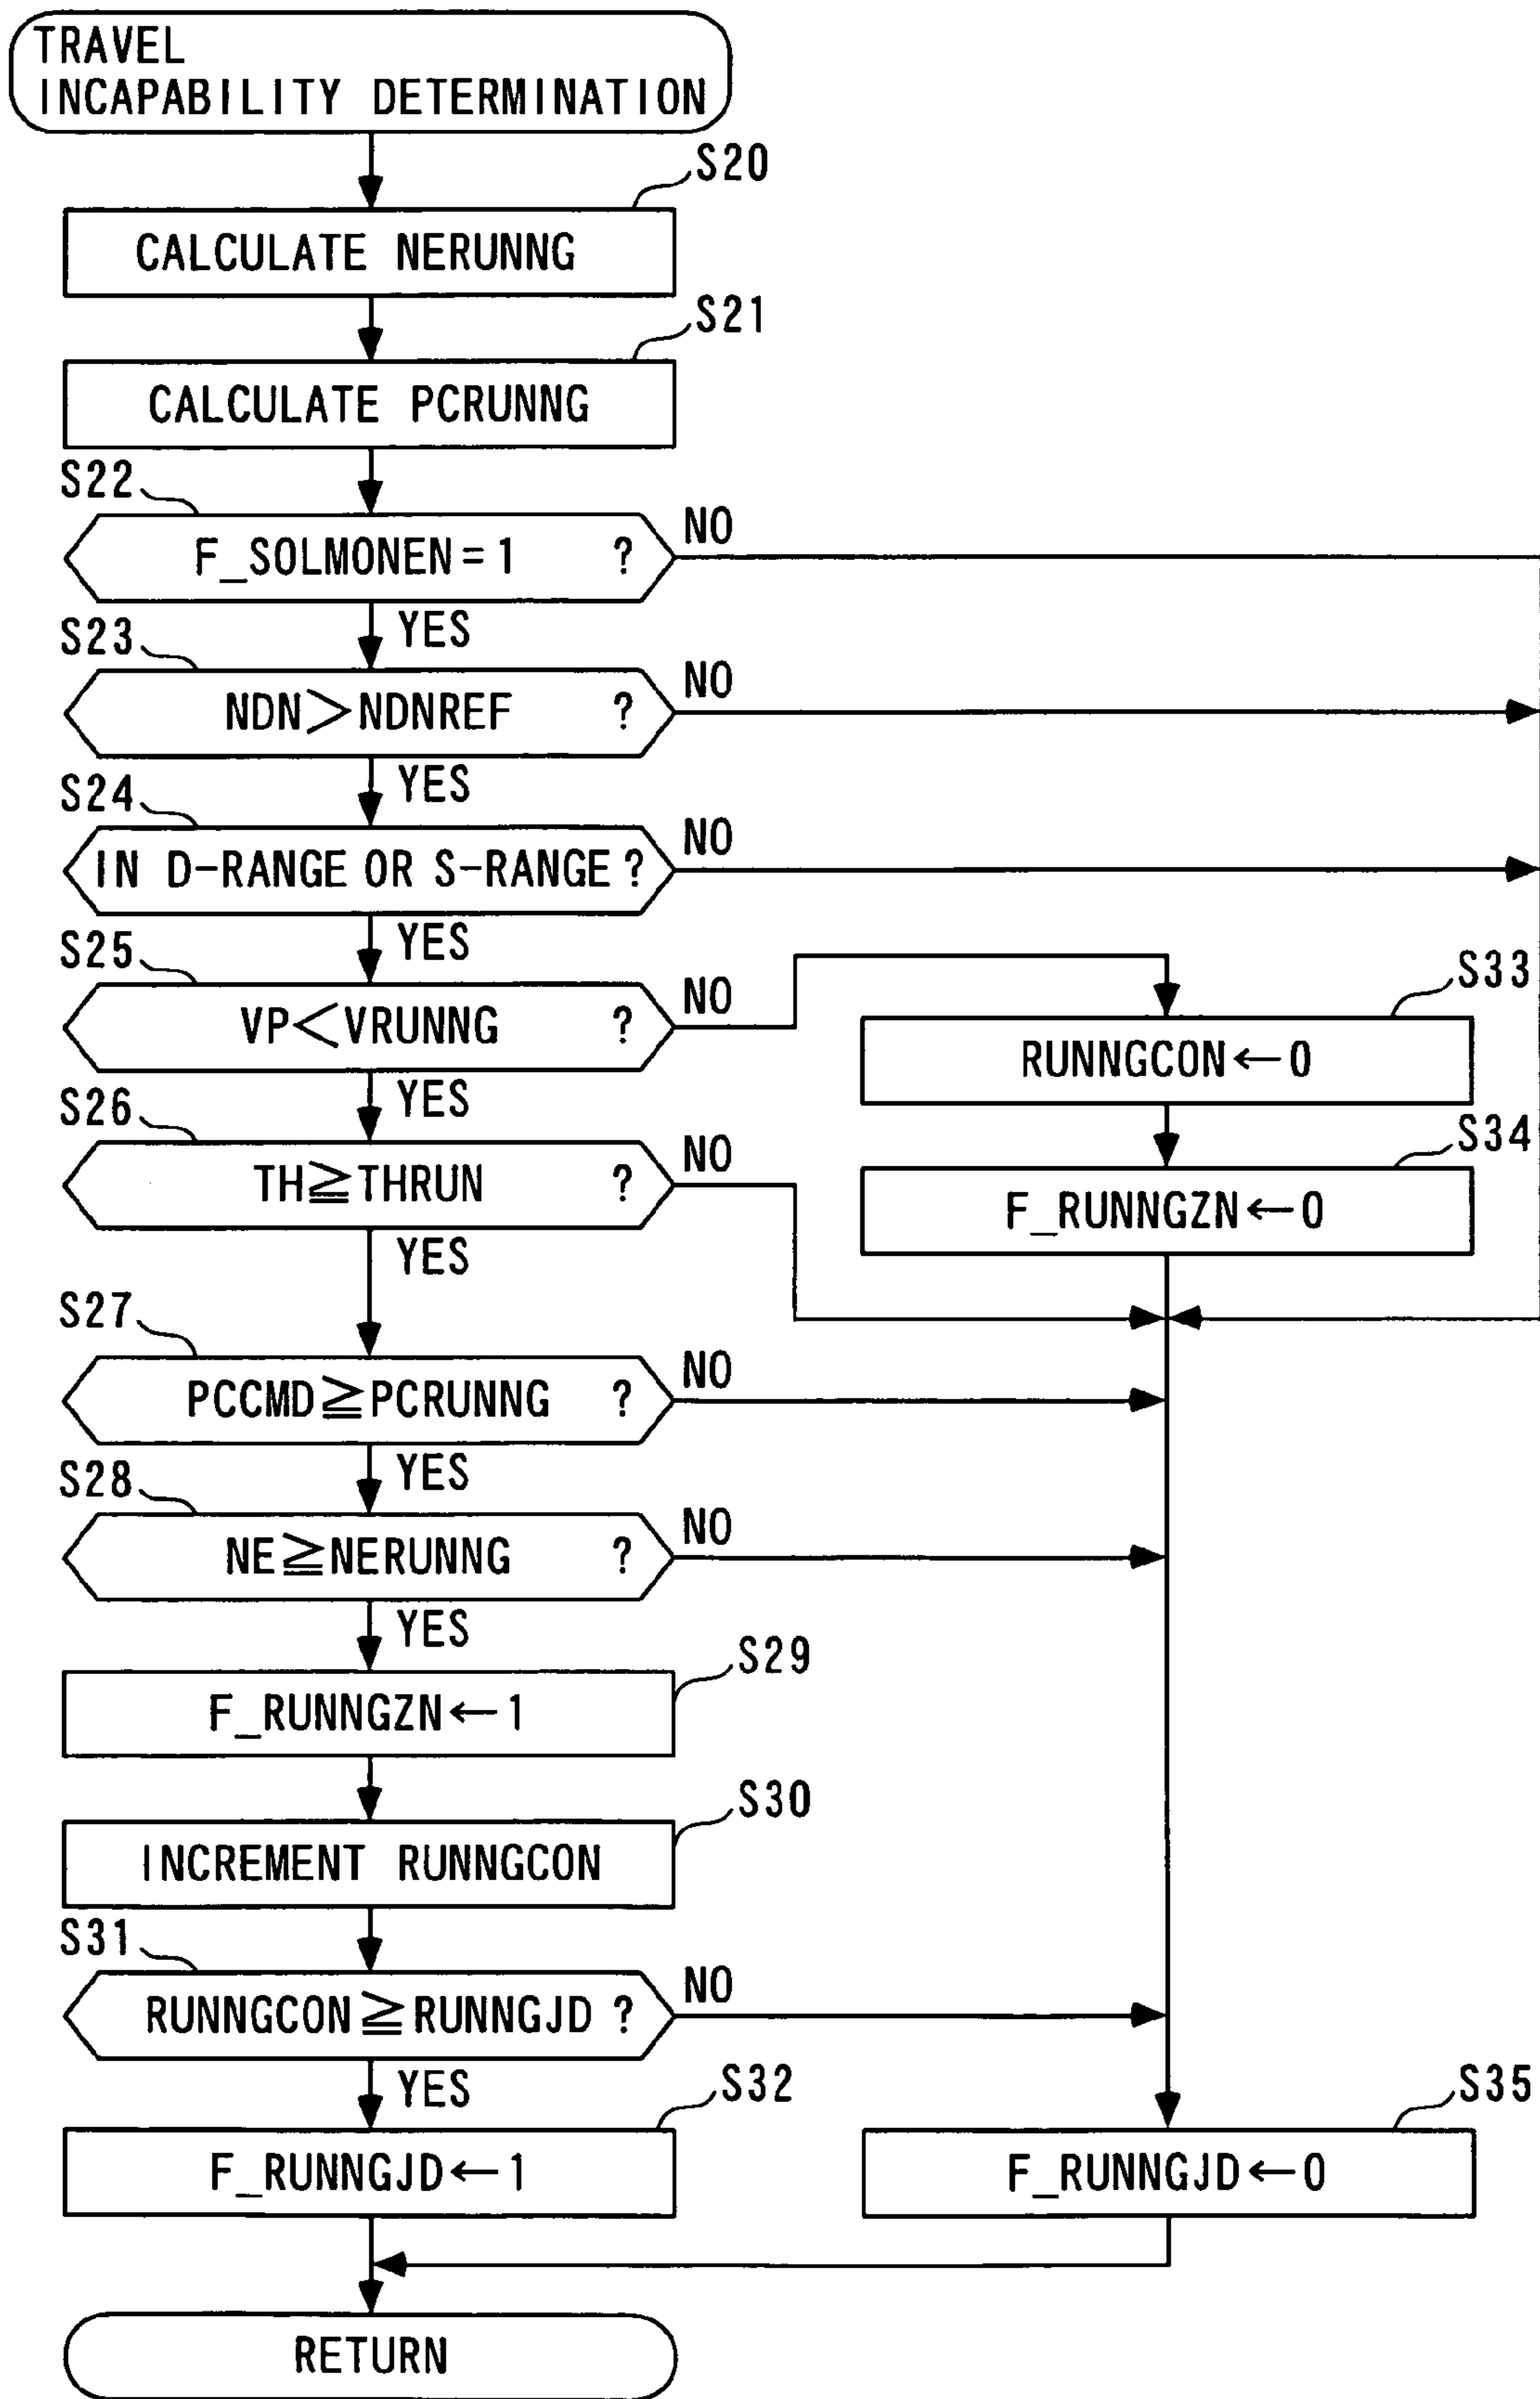 TRAVEL
INCAPABILITY DETERMINATION
S20
CALCULATE NERUNNG
S21
CALCULATE PCRUNNG
S22
F_SOLMONEN=1 ?
NO
YES
S23
NDN>NDNREF ?
NO
YES
S24
IN D-RANGE OR S-RANGE ?
NO
YES
S25
VP<VRUNNG ?
NO
YES
S33
RUNNGCON←0
S34
F_RUNNGZN←0
S26
TH≧THRUN ?
NO
YES
S27
PCCMD≧PCRUNNG ?
NO
YES
S28
NE≧NERUNNG ?
NO
YES
S29
F_RUNNGZN←1
S30
INCREMENT RUNNGCON
S31
RUNNGCON≧RUNNGJD ?
NO
YES
S32
F_RUNNGJD←1
S35
F_RUNNGJD←0
RETURN